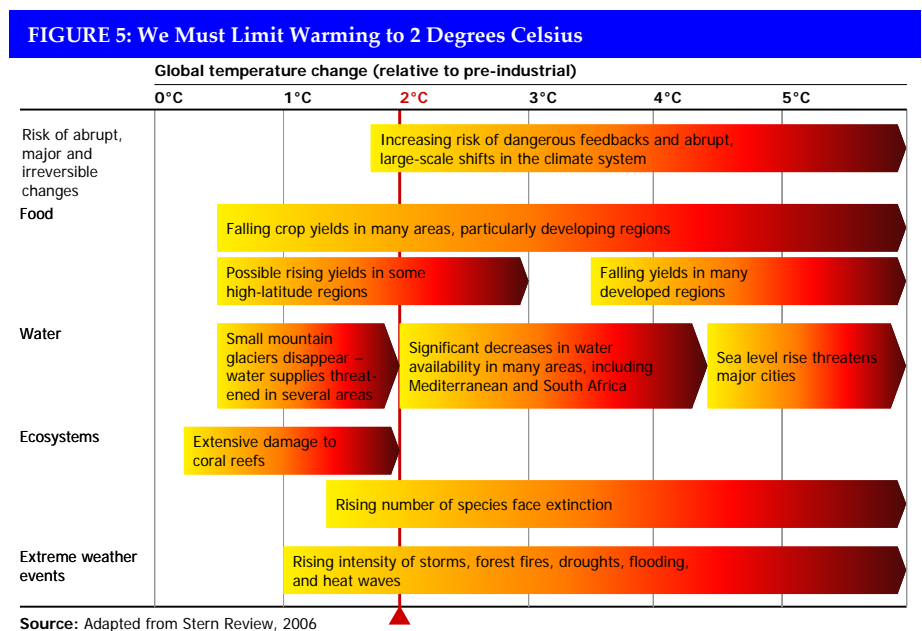 FIGURE 5: We Must Limit Warming to 2 Degrees Celsius
Global temperature change (relative to pre-industrial)
0°C 1°C 2°C 3°C 4°C 5°C
Risk of abrupt,
major and
irreversible
changes
Increasing risk of dangerous feedbacks and abrupt,
large-scale shifts in the climate system
Food
Falling crop yields in many areas, particularly developing regions
Possible rising yields in some
high-latitude regions
Falling yields in many
developed regions
Water
Small mountain
glaciers disappear –
water supplies threat-
ened in several areas
Significant decreases in water
availability in many areas, including
Mediterranean and South Africa
Sea level rise threatens
major cities
Ecosystems
Extensive damage to
coral reefs
Rising number of species face extinction
Extreme weather
events
Rising intensity of storms, forest fires, droughts, flooding,
and heat waves
Source: Adapted from Stern Review, 2006